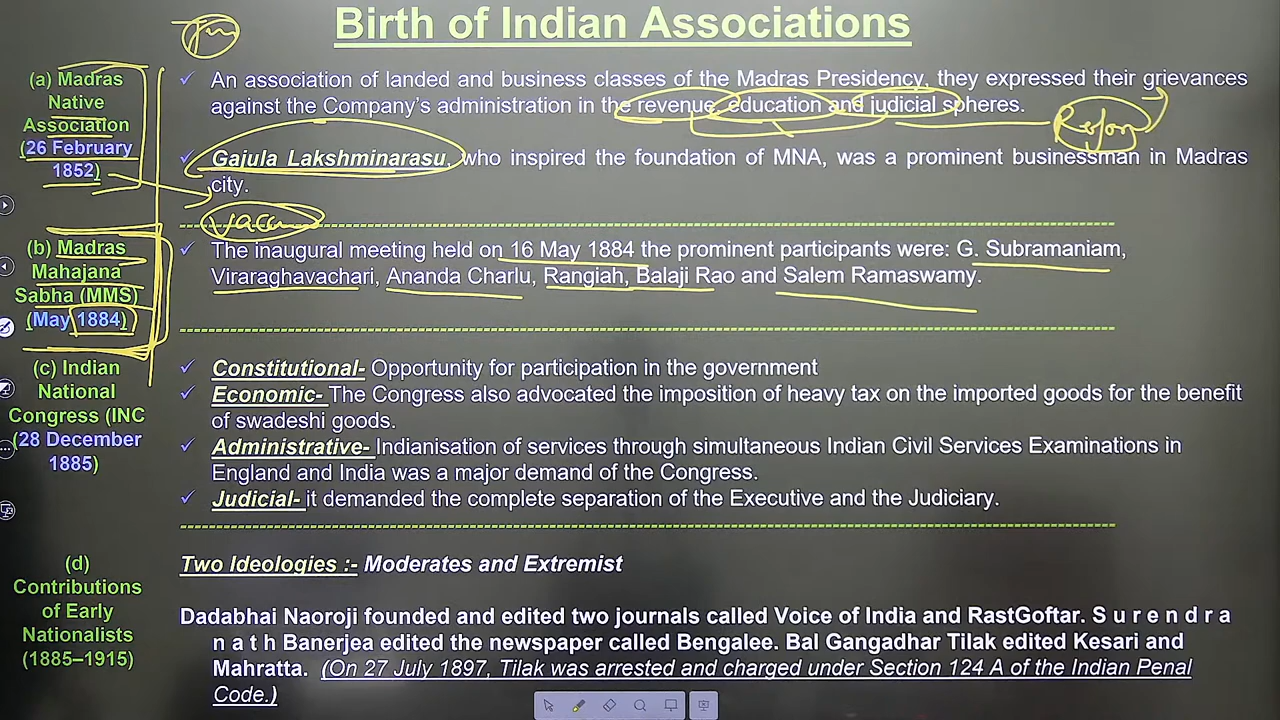 Birth of Indian Associations
(a) Madras
Native
Association
(26 February
1852)
✓ An association of landed and business classes of the Madras Presidency, they expressed their grievances
against the Company's administration in the revenue, education and judicial spheres.
Reform
✓ Gajula Lakshminarasu, who inspired the foundation of MNA, was a prominent businessman in Madras
city.
(b) Madras
Mahajana
Sabha (MMS)
(May 1884)
✓ The inaugural meeting held on 16 May 1884 the prominent participants were: G. Subramaniam,
Viraraghavachari, Ananda Charlu, Rangiah, Balaji Rao and Salem Ramaswamy.
(c) Indian
National
Congress (INC
(28 December
1885)
✓ Constitutional- Opportunity for participation in the government
✓ Economic- The Congress also advocated the imposition of heavy tax on the imported goods for the benefit
of swadeshi goods.
✓ Administrative- Indianisation of services through simultaneous Indian Civil Services Examinations in
England and India was a major demand of the Congress.
✓ Judicial- it demanded the complete separation of the Executive and the Judiciary.
(d)
Contributions
of Early
Nationalists
(1885–1915)
Two Ideologies :- Moderates and Extremist
Dadabhai Naoroji founded and edited two journals called Voice of India and RastGoftar. S u r e n d r a
n a t h Banerjea edited the newspaper called Bengalee. Bal Gangadhar Tilak edited Kesari and
Mahratta. (On 27 July 1897, Tilak was arrested and charged under Section 124 A of the Indian Penal
Code.)